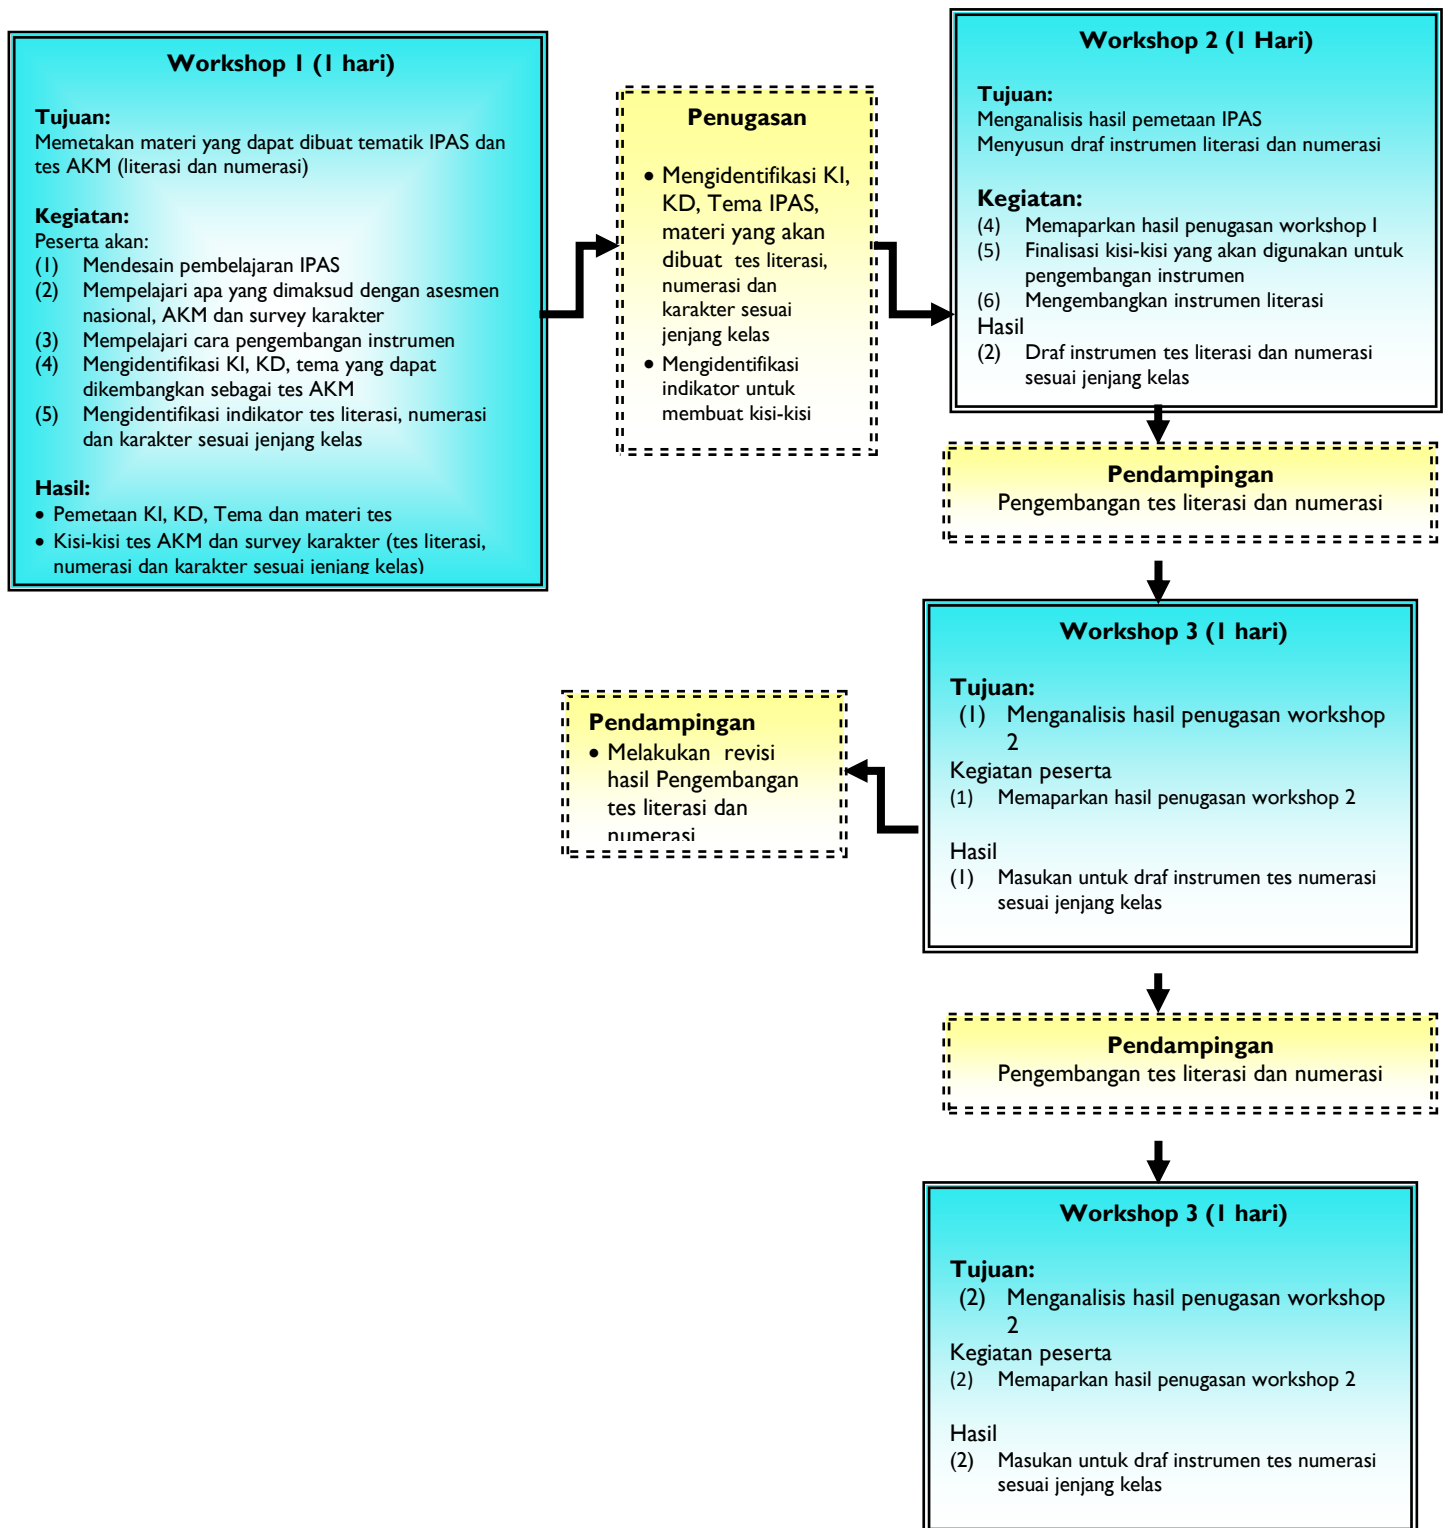 Workshop 1 (1 hari)
Tujuan:
Memetakan materi yang dapat dibuat tematik IPAS dan
tes AKM (literasi dan numerasi)
Kegiatan:
Peserta akan:
(1) Mendesain pembelajaran IPAS
(2) Mempelajari apa yang dimaksud dengan asesmen
nasional, AKM dan survey karakter
(3) Mempelajari cara pengembangan instrumen
(4) Mengidentifikasi KI, KD, tema yang dapat
dikembangkan sebagai tes AKM
(5) Mengidentifikasi indikator tes literasi, numerasi
dan karakter sesuai jenjang kelas
Hasil:
• Pemetaan KI, KD, Tema dan materi tes
• Kisi-kisi tes AKM dan survey karakter (tes literasi,
numerasi dan karakter sesuai jenjang kelas)
Penugasan
• Mengidentifikasi KI,
KD, Tema IPAS,
materi yang akan
dibuat tes literasi,
numerasi dan
karakter sesuai
jenjang kelas
• Mengidentifikasi
indikator untuk
membuat kisi-kisi
Workshop 2 (1 Hari)
Tujuan:
Menganalisis hasil pemetaan IPAS
Menyusun draf instrumen literasi dan numerasi
Kegiatan:
(4) Memaparkan hasil penugasan workshop 1
(5) Finalisasi kisi-kisi yang akan digunakan untuk
pengembangan instrumen
(6) Mengembangkan instrumen literasi
Hasil
(2) Draf instrumen tes literasi dan numerasi
sesuai jenjang kelas
Pendampingan
Pengembangan tes literasi dan numerasi
Workshop 3 (1 hari)
Tujuan:
(1) Menganalisis hasil penugasan workshop
2
Kegiatan peserta
(1) Memaparkan hasil penugasan workshop 2
Hasil
(1) Masukan untuk draf instrumen tes numerasi
sesuai jenjang kelas
Pendampingan
• Melakukan revisi
hasil Pengembangan
tes literasi dan
numerasi
Pendampingan
Pengembangan tes literasi dan numerasi
Workshop 3 (1 hari)
Tujuan:
(2) Menganalisis hasil penugasan workshop
2
Kegiatan peserta
(2) Memaparkan hasil penugasan workshop 2
Hasil
(2) Masukan untuk draf instrumen tes numerasi
sesuai jenjang kelas